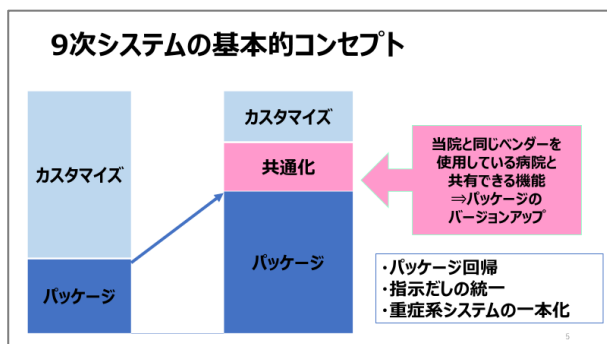 9次システムの基本的コンセプト
カスタマイズ
パッケージ
カスタマイズ
共通化
パッケージ
当院と同じベンダーを
使用している病院と
共有できる機能
⇒パッケージの
バージョンアップ
・パッケージ回帰
・指示だしの統一
・重症系システムの一本化
5